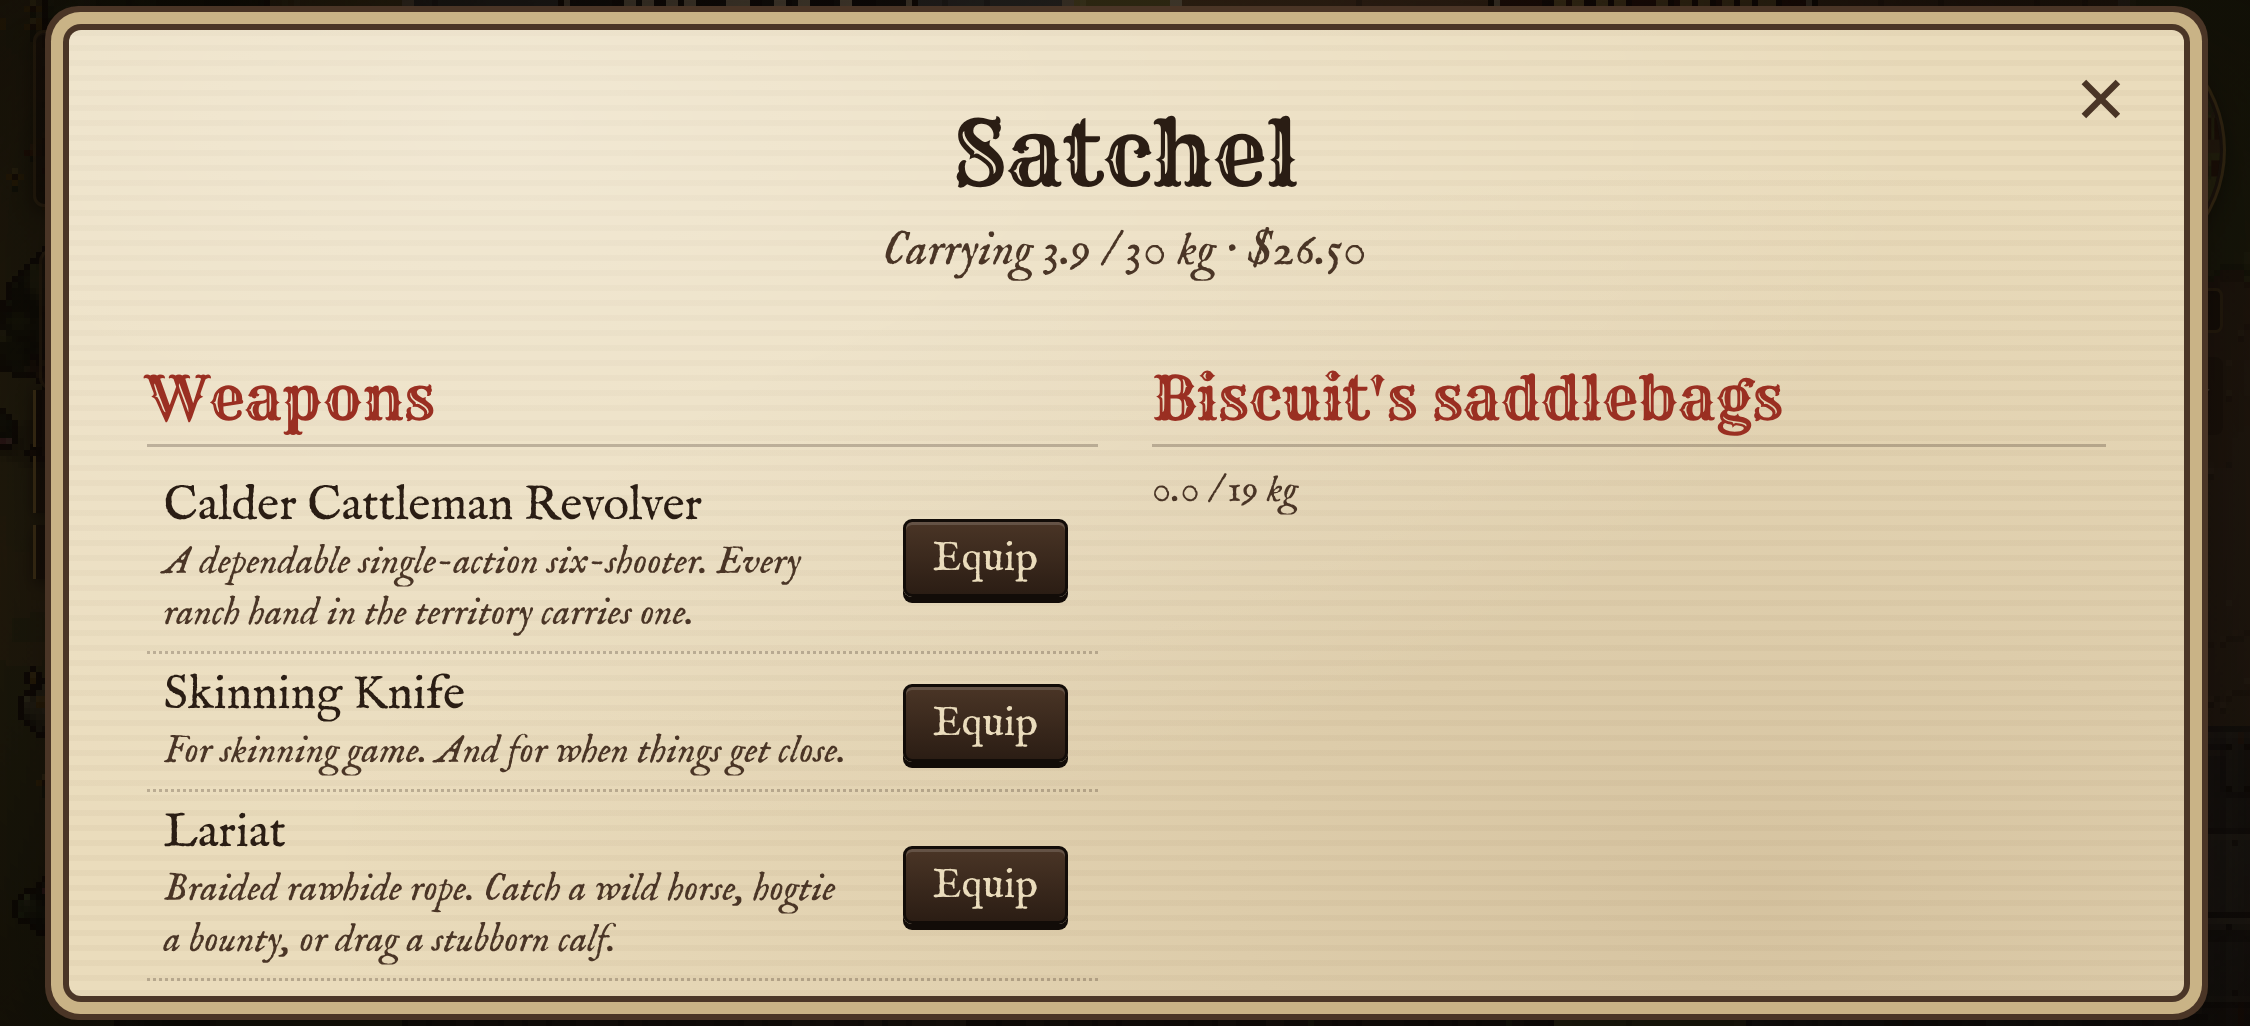 Satchel
Carrying 3.9 / 30 kg · $26.50
Weapons
Calder Cattleman Revolver
A dependable single-action six-shooter. Every
ranch hand in the territory carries one.
Equip
Skinning Knife
For skinning game. And for when things get close.
Equip
Lariat
Braided rawhide rope. Catch a wild horse, hogtie
a bounty, or drag a stubborn calf.
Equip
Biscuit's saddlebags
0.0 / 19 kg